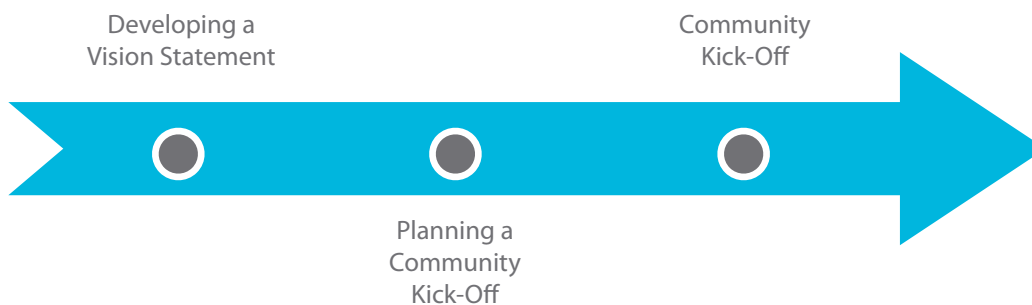 Developing a
Vision Statement
Planning a
Community
Kick-Off
Community
Kick-Off